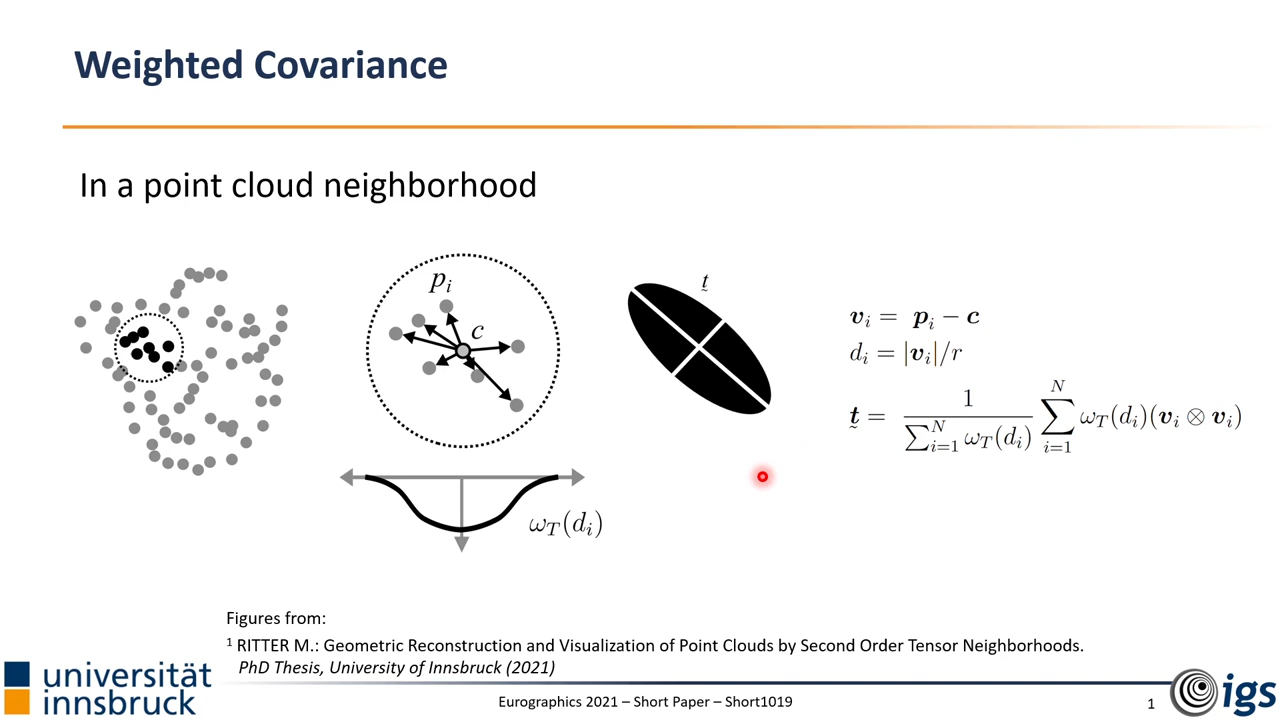 Weighted Covariance
In a point cloud neighborhood
p_i
c
t̰
ω_T(d_i)
v_i = p_i − c
d_i = |v_i|/r
t̰ = 1 / ∑_{i=1}^{N} ω_T(d_i) ∑_{i=1}^{N} ω_T(d_i)(v_i ⊗ v_i)
Figures from:
¹ RITTER M.: Geometric Reconstruction and Visualization of Point Clouds by Second Order Tensor Neighborhoods.
PhD Thesis, University of Innsbruck (2021)
universität
innsbruck
Eurographics 2021 – Short Paper – Short1019
1
igs